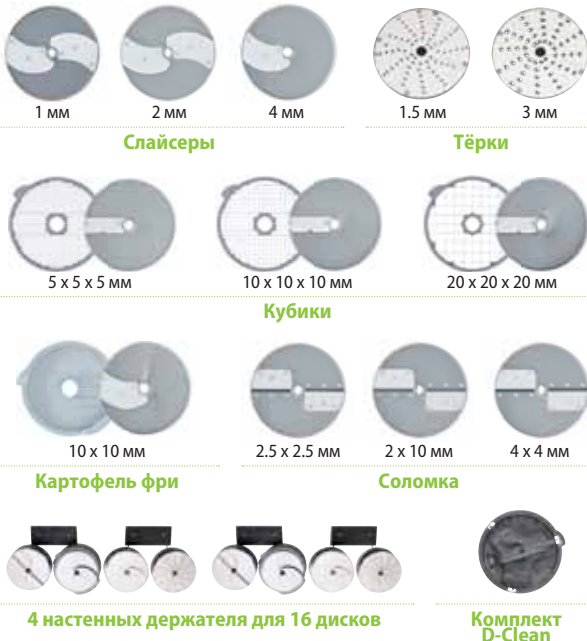 1 мм 2 мм 4 мм 1.5 мм 3 мм
Слайсеры Тёрки
5 x 5 x 5 мм 10 x 10 x 10 мм 20 x 20 x 20 мм
Кубики
10 x 10 мм 2.5 x 2.5 мм 2 x 10 мм 4 x 4 мм
Картофель фри Соломка
4 настенных держателя для 16 дисков Комплект
D-Clean